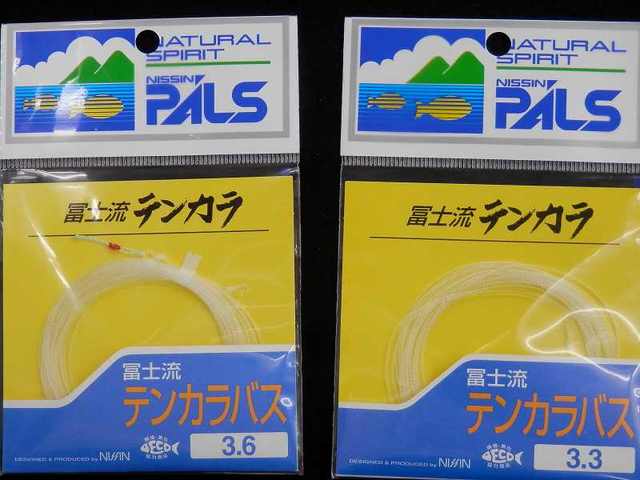 NATURAL
SPIRIT
NISSIN
PALS
冨士流 テンカラ
冨士流
テンカラバス
3.6
DESIGNED & PRODUCED by NISSIN
ECO
NATURAL
SPIRIT
NISSIN
PALS
冨士流 テンカラ
冨士流
テンカラバス
3.3
DESIGNED & PRODUCED by NISSIN
ECO